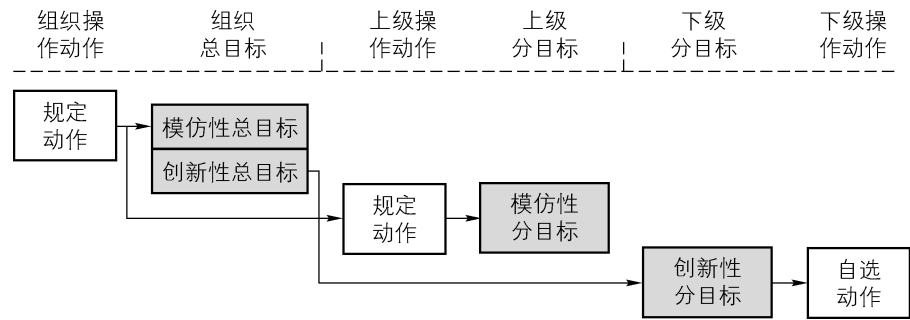 组织操
作动作
组织
总目标
上级操
作动作
上级
分目标
下级
分目标
下级操
作动作
规定
动作
模仿性总目标
创新性总目标
规定
动作
模仿性
分目标
创新性
分目标
自选
动作